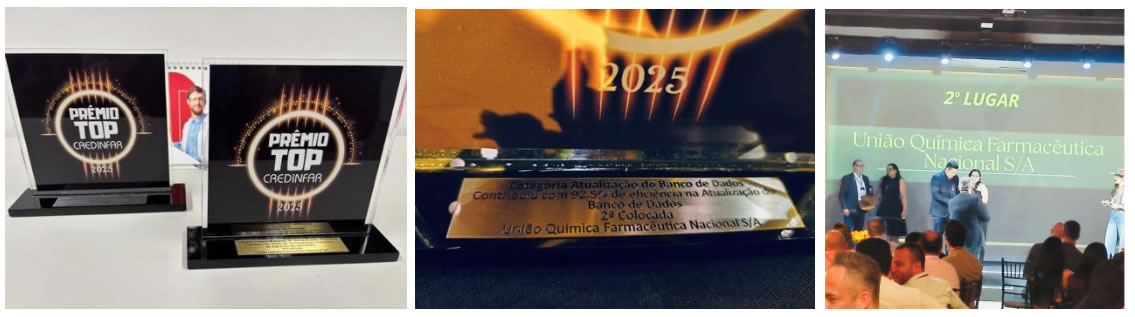 PRÊMIO
TOP
CREDINFAR
2025
PRÊMIO
TOP
CREDINFAR
2025
2025
Categoria Atualização do Banco de Dados
Contribuiu com 92,5% de eficiência na Atualização do
Banco de Dados
2ª Colocada
União Química Farmacêutica Nacional S/A
2º LUGAR
União Química Farmacêutica
Nacional S/A